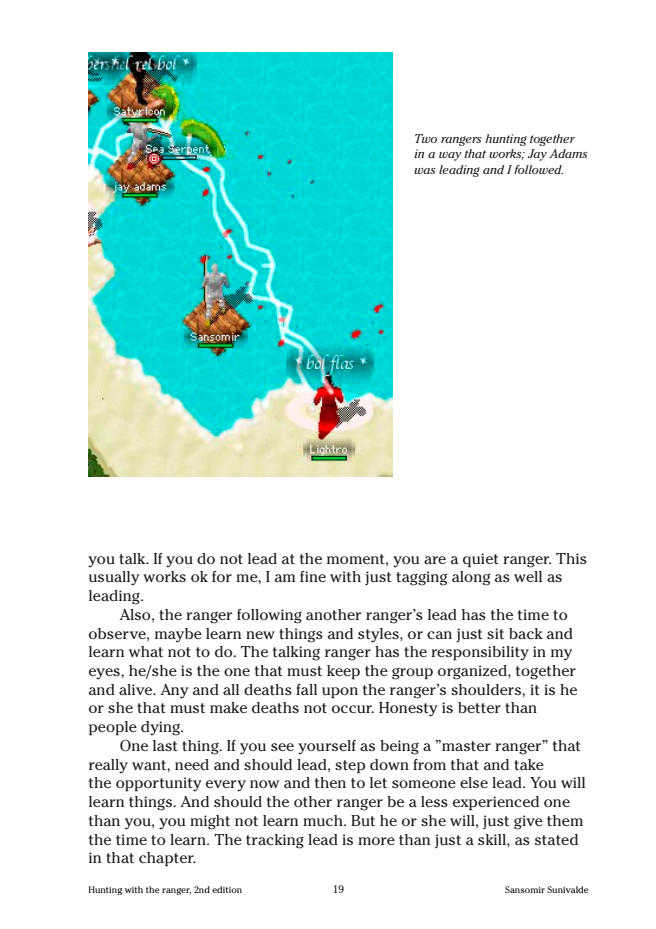 bershel rel bol *
Satyricon
Sea Serpent
jay adams
Sansomir
* bol flas *
Lightro
Two rangers hunting together
in a way that works; Jay Adams
was leading and I followed.
you talk. If you do not lead at the moment, you are a quiet ranger. This
usually works ok for me, I am fine with just tagging along as well as
leading.
Also, the ranger following another ranger’s lead has the time to
observe, maybe learn new things and styles, or can just sit back and
learn what not to do. The talking ranger has the responsibility in my
eyes, he/she is the one that must keep the group organized, together
and alive. Any and all deaths fall upon the ranger’s shoulders, it is he
or she that must make deaths not occur. Honesty is better than
people dying.
One last thing. If you see yourself as being a ”master ranger” that
really want, need and should lead, step down from that and take
the opportunity every now and then to let someone else lead. You will
learn things. And should the other ranger be a less experienced one
than you, you might not learn much. But he or she will, just give them
the time to learn. The tracking lead is more than just a skill, as stated
in that chapter.
Hunting with the ranger, 2nd edition
19
Sansomir Sunivalde